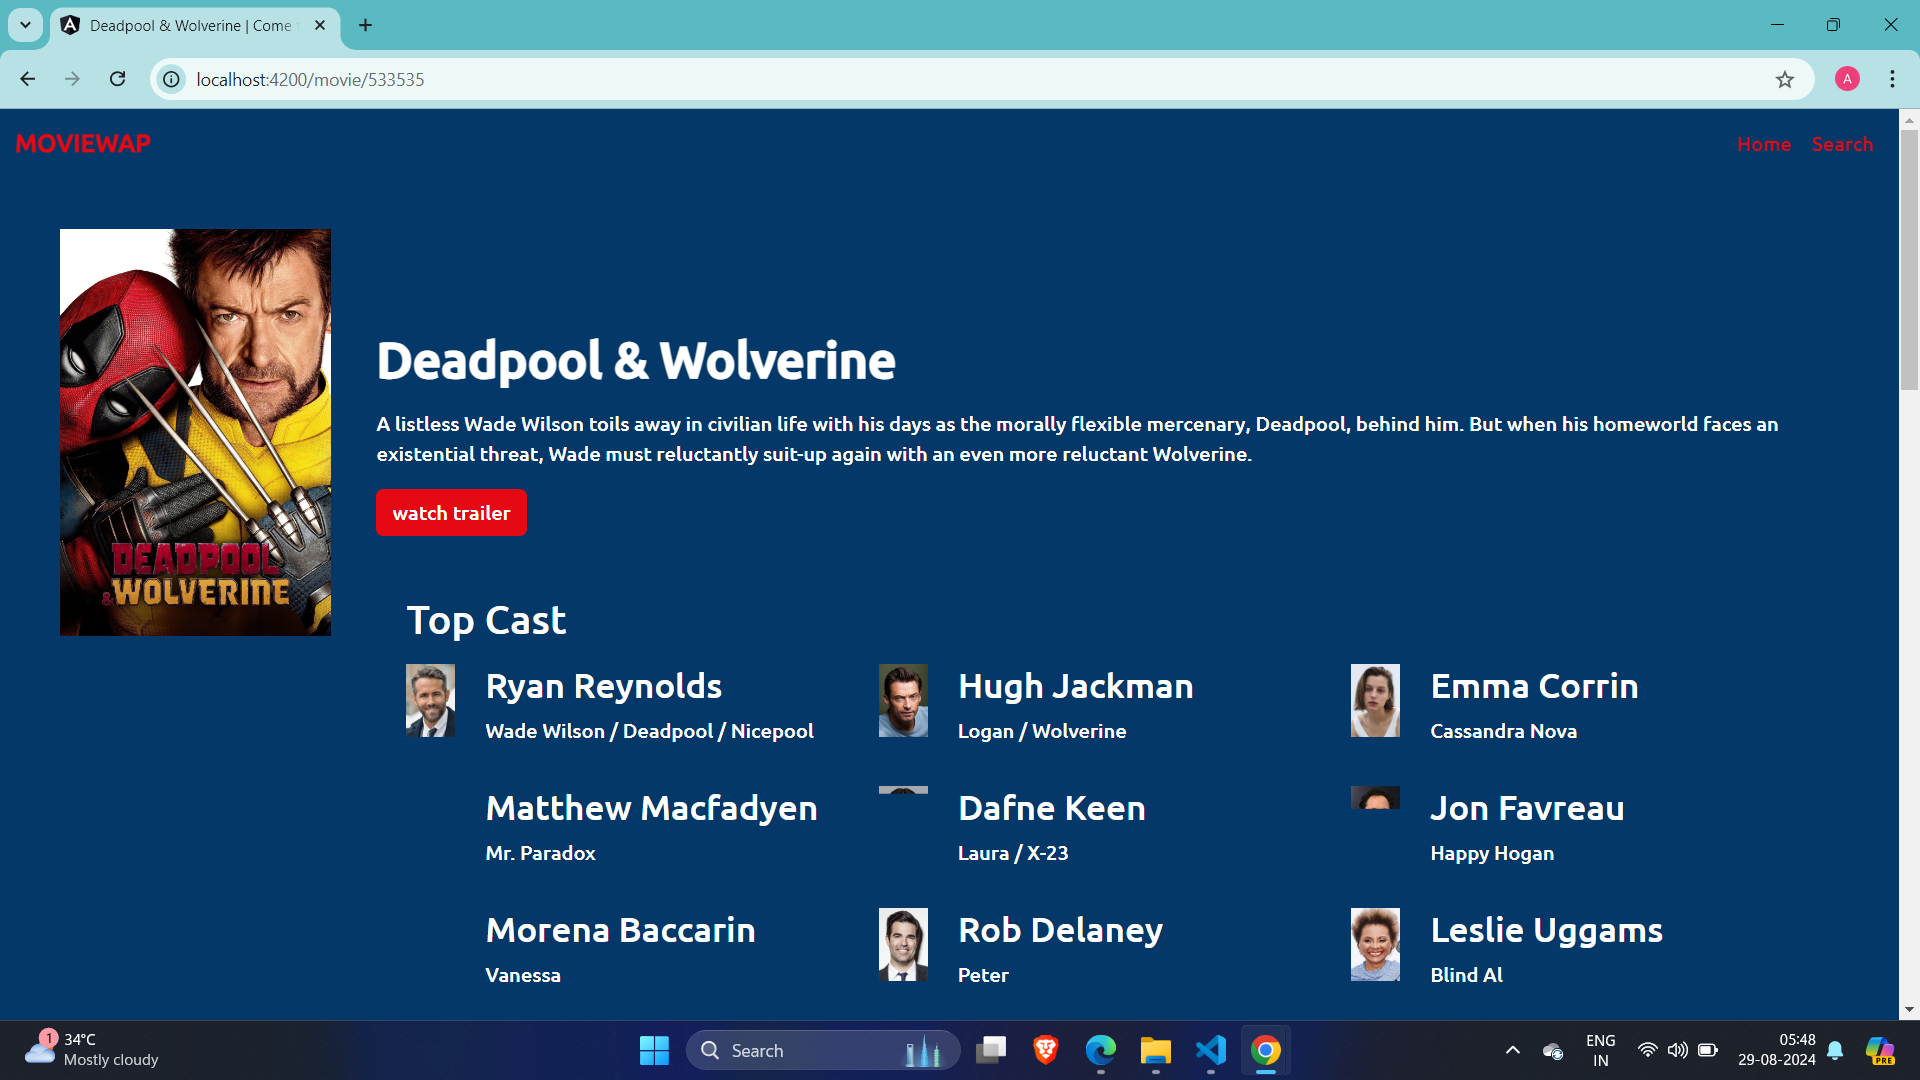 Deadpool & Wolverine | Come
localhost:4200/movie/533535
A
MOVIEWAP
Home Search
DEADPOOL
& WOLVERINE
Deadpool & Wolverine
A listless Wade Wilson toils away in civilian life with his days as the morally flexible mercenary, Deadpool, behind him. But when his homeworld faces an
existential threat, Wade must reluctantly suit-up again with an even more reluctant Wolverine.
watch trailer
Top Cast
Ryan Reynolds
Wade Wilson / Deadpool / Nicepool
Hugh Jackman
Logan / Wolverine
Emma Corrin
Cassandra Nova
Matthew Macfadyen
Mr. Paradox
Dafne Keen
Laura / X-23
Jon Favreau
Happy Hogan
Morena Baccarin
Vanessa
Rob Delaney
Peter
Leslie Uggams
Blind Al
1
34°C
Mostly cloudy
Search
ENG
IN
05:48
29-08-2024
PRE